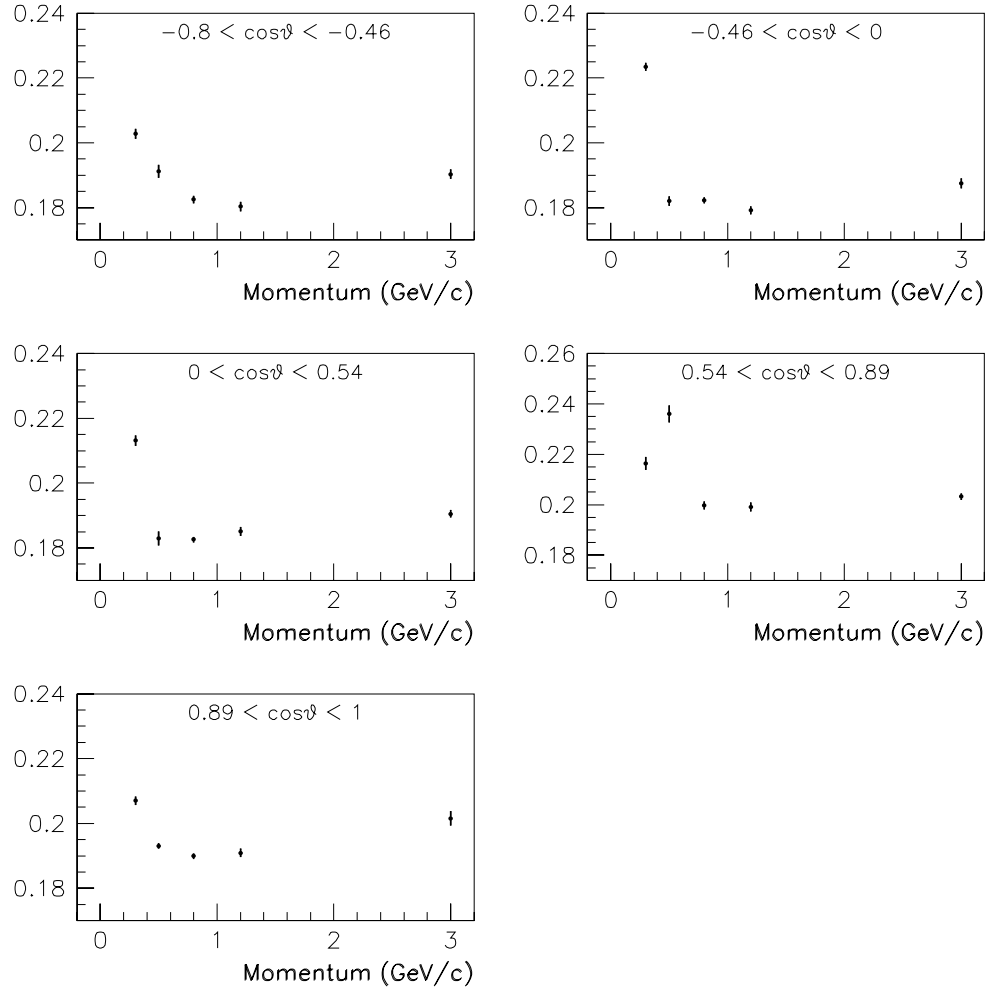 −0.8 < cosϑ < −0.46
0.24
0.22
0.2
0.18
0 1 2 3
Momentum (GeV/c)
−0.46 < cosϑ < 0
0.24
0.22
0.2
0.18
0 1 2 3
Momentum (GeV/c)
0 < cosϑ < 0.54
0.24
0.22
0.2
0.18
0 1 2 3
Momentum (GeV/c)
0.54 < cosϑ < 0.89
0.26
0.24
0.22
0.2
0.18
0 1 2 3
Momentum (GeV/c)
0.89 < cosϑ < 1
0.24
0.22
0.2
0.18
0 1 2 3
Momentum (GeV/c)